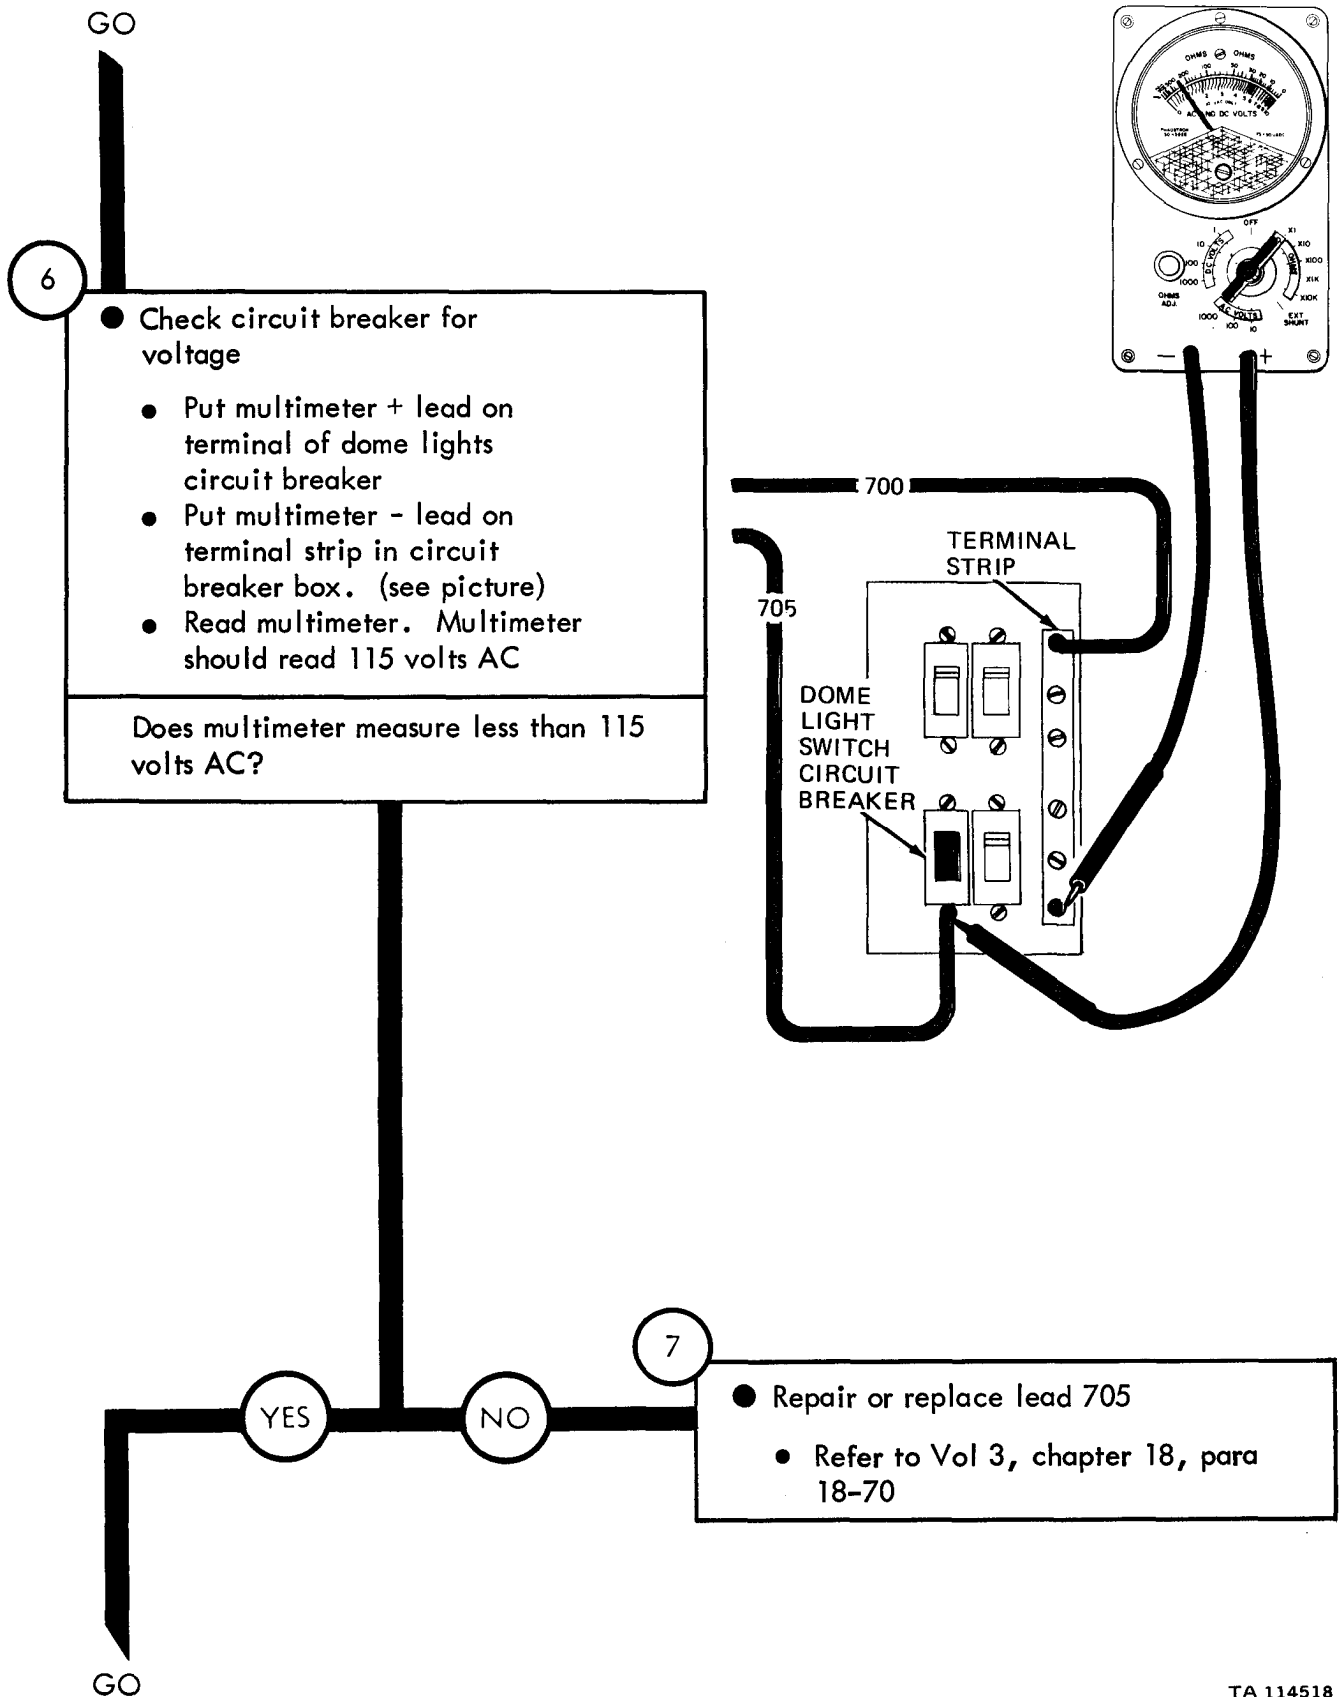 GO
6
● Check circuit breaker for
voltage
● Put multimeter + lead on
terminal of dome lights
circuit breaker
● Put multimeter - lead on
terminal strip in circuit
breaker box. (see picture)
● Read multimeter. Multimeter
should read 115 volts AC
Does multimeter measure less than 115
volts AC?
OHMS OHMS
AC AND DC VOLTS
OFF
DC VOLTS
1
10
100
1000
OHMS
X1
X10
X100
X1K
X10K
OHMS
ADJ.
AC VOLTS
1000
100
10
EXT
SHUNT
- +
700
705
TERMINAL
STRIP
DOME
LIGHT
SWITCH
CIRCUIT
BREAKER
YES
NO
7
● Repair or replace lead 705
● Refer to Vol 3, chapter 18, para
18-70
GO
TA 114518